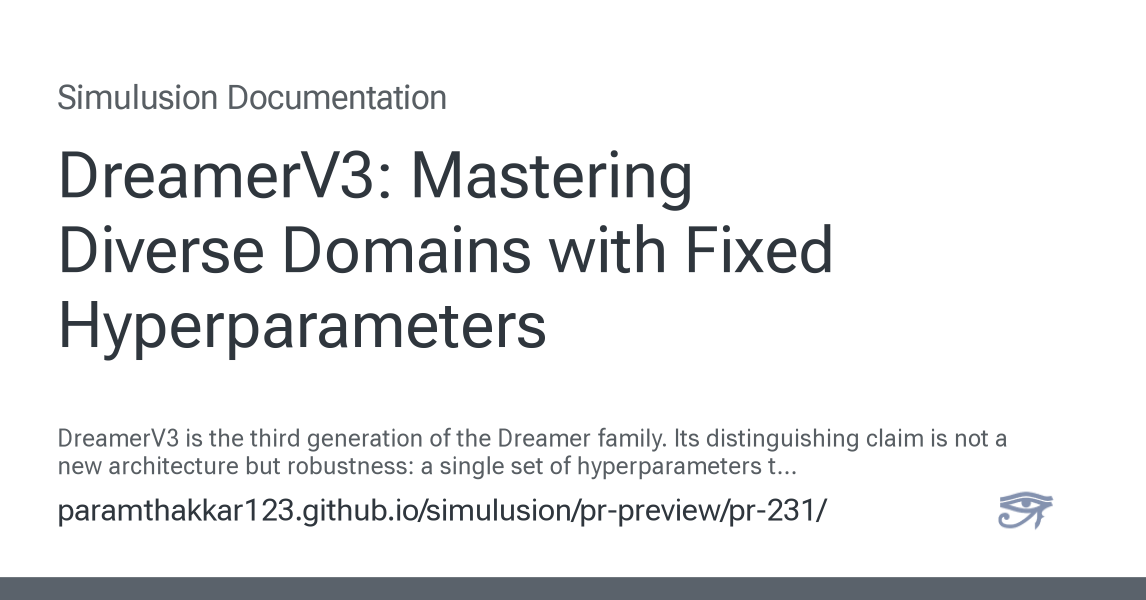 Simulusion Documentation
DreamerV3: Mastering
Diverse Domains with Fixed
Hyperparameters
DreamerV3 is the third generation of the Dreamer family. Its distinguishing claim is not a
new architecture but robustness: a single set of hyperparameters t...
paramthakkar123.github.io/simulusion/pr-preview/pr-231/